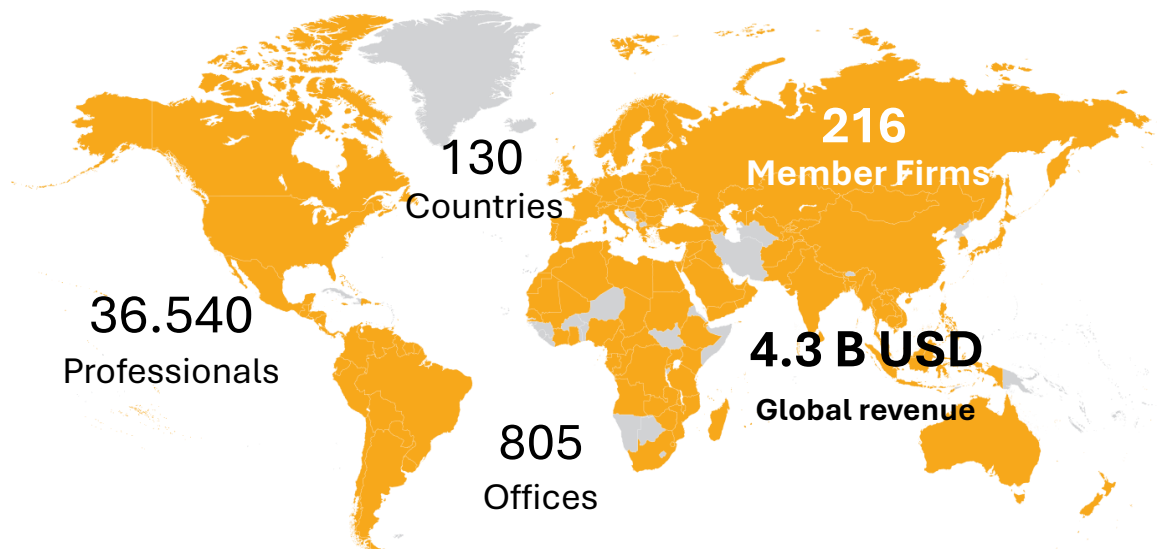 216
Member Firms
130
Countries
36.540
Professionals
4.3 B USD
Global revenue
805
Offices